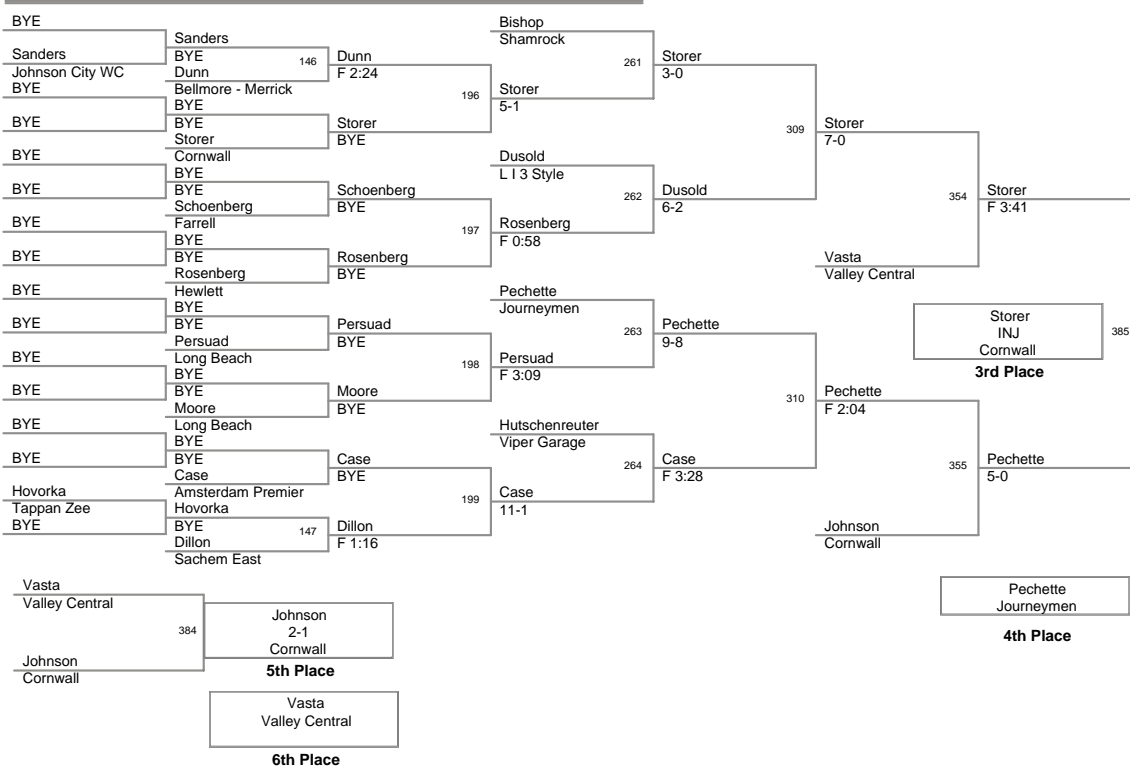 BYE
Sanders
Johnson City WC
BYE
BYE
BYE
BYE
BYE
BYE
BYE
BYE
BYE
BYE
BYE
BYE
Hovorka
Tappan Zee
BYE
Sanders
BYE
Dunn
Bellmore - Merrick
BYE
BYE
Storer
Cornwall
BYE
BYE
Schoenberg
Farrell
BYE
BYE
Rosenberg
Hewlett
BYE
BYE
Persuad
Long Beach
BYE
BYE
Moore
Long Beach
BYE
BYE
Case
Amsterdam Premier
Hovorka
BYE
Dillon
Sachem East
146
147
Dunn
F 2:24
Storer
BYE
Schoenberg
BYE
Rosenberg
BYE
Persuad
BYE
Moore
BYE
Case
BYE
Dillon
F 1:16
196
197
198
199
Bishop
Shamrock
Storer
5-1
Dusold
L I 3 Style
Rosenberg
F 0:58
Pechette
Journeymen
Persuad
F 3:09
Hutschenreuter
Viper Garage
Case
11-1
261
262
263
264
Storer
3-0
Dusold
6-2
Pechette
9-8
Case
F 3:28
309
310
Storer
7-0
Vasta
Valley Central
Pechette
F 2:04
Johnson
Cornwall
354
355
Storer
F 3:41
Pechette
5-0
Storer
INJ
Cornwall
385
3rd Place
Pechette
Journeymen
4th Place
Vasta
Valley Central
384
Johnson
Cornwall
Johnson
2-1
Cornwall
5th Place
Vasta
Valley Central
6th Place